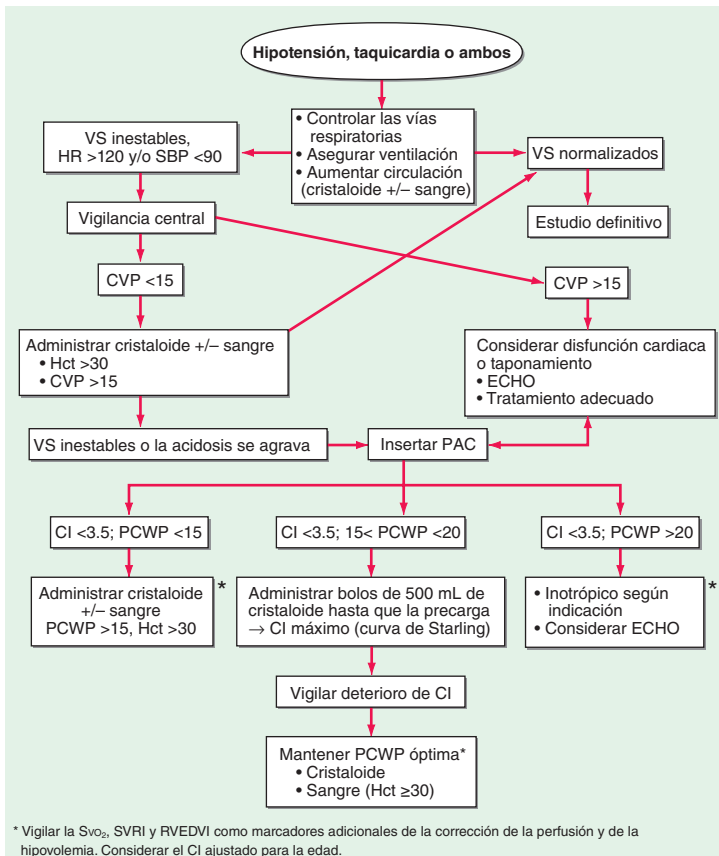 Hipotensión, taquicardia o ambos
VS inestables,
HR >120 y/o SBP <90
• Controlar las vías
respiratorias
• Asegurar ventilación
• Aumentar circulación
(cristaloide +/– sangre)
VS normalizados
Vigilancia central
Estudio definitivo
CVP <15
CVP >15
Administrar cristaloide +/– sangre
• Hct >30
• CVP >15
Considerar disfunción cardiaca
o taponamiento
• ECHO
• Tratamiento adecuado
VS inestables o la acidosis se agrava
Insertar PAC
CI <3.5; PCWP <15
CI <3.5; 15< PCWP <20
CI <3.5; PCWP >20
Administrar cristaloide
+/– sangre
PCWP >15, Hct >30
*
Administrar bolos de 500 mL de
cristaloide hasta que la precarga
→ CI máximo (curva de Starling)
• Inotrópico según
indicación
• Considerar ECHO
*
Vigilar deterioro de CI
Mantener PCWP óptima*
• Cristaloide
• Sangre (Hct ≥30)
* Vigilar la SVO₂, SVRI y RVEDVI como marcadores adicionales de la corrección de la perfusión y de la
hipovolemia. Considerar el CI ajustado para la edad.